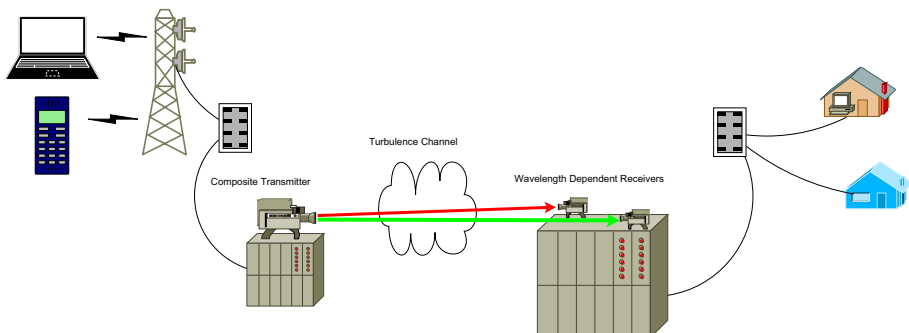 Turbulence Channel
Composite Transmitter
Wavelength Dependent Receivers